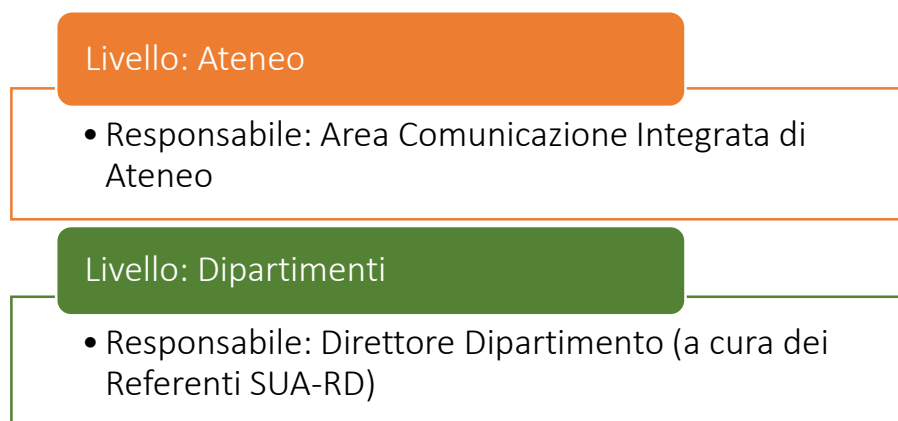 Livello: Ateneo
• Responsabile: Area Comunicazione Integrata di
Ateneo
Livello: Dipartimenti
• Responsabile: Direttore Dipartimento (a cura dei
Referenti SUA-RD)